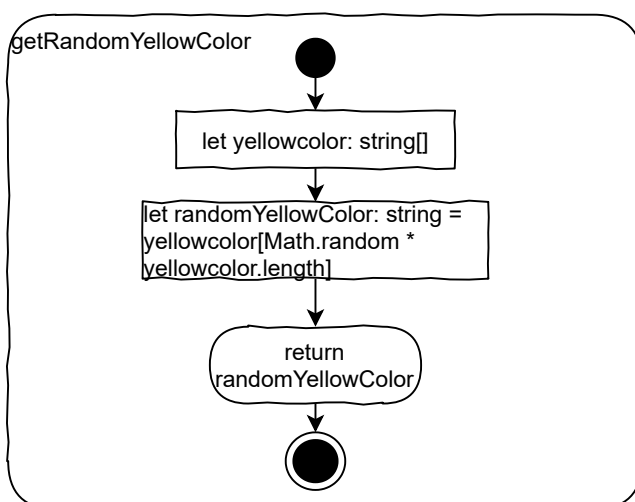 getRandomYellowColor
let yellowcolor: string[]
let randomYellowColor: string =
yellowcolor[Math.random *
yellowcolor.length]
return
randomYellowColor